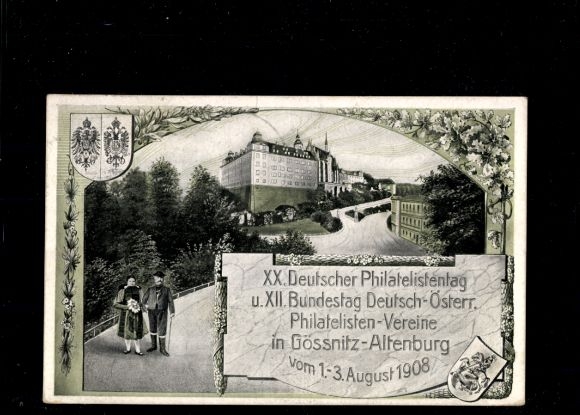 XX. Deutscher Philatelistentag
u. XII. Bundestag Deutsch-Österr.
Philatelisten-Vereine
in Gössnitz-Altenburg
vom 1.-3. August 1908